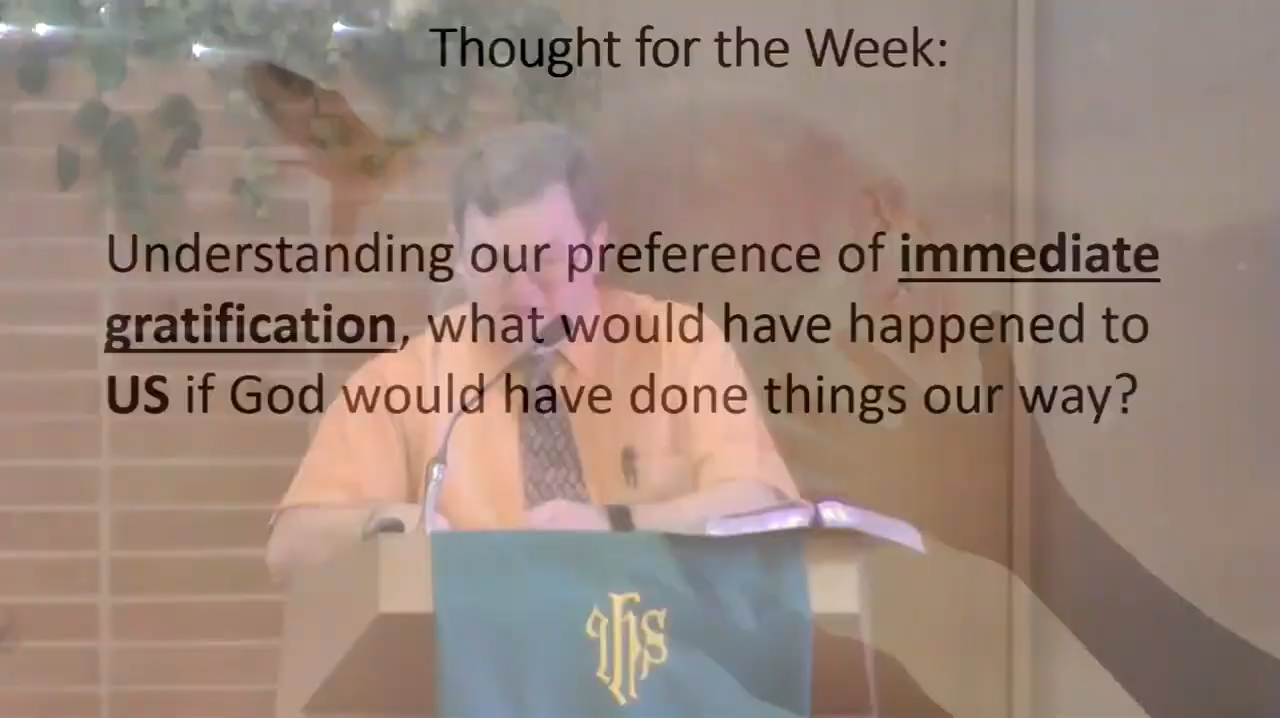 Thought for the Week:
Understanding our preference of immediate
gratification, what would have happened to
US if God would have done things our way?
IHS